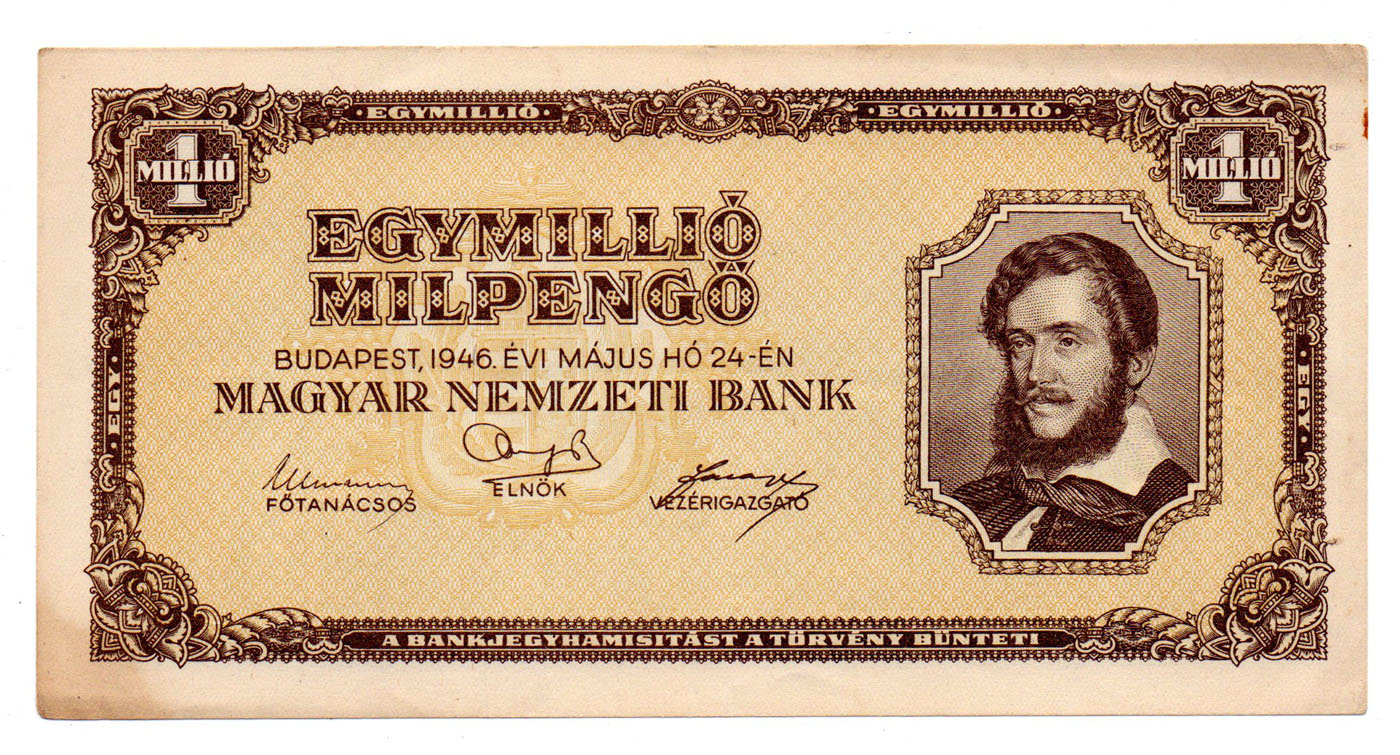 · EGYMILLIÓ · · EGYMILLIÓ ·
1 MILLIÓ
1 MILLIÓ
EGYMILLIÓ
MILPENGŐ
BUDAPEST, 1946. ÉVI MÁJUS HÓ 24-ÉN
MAGYAR NEMZETI BANK
· EGY ·
· EGY ·
ELNÖK
FŐTANÁCSOS
VEZÉRIGAZGATÓ
A BANKJEGYHAMISITÁST A TÖRVÉNY BÜNTETI